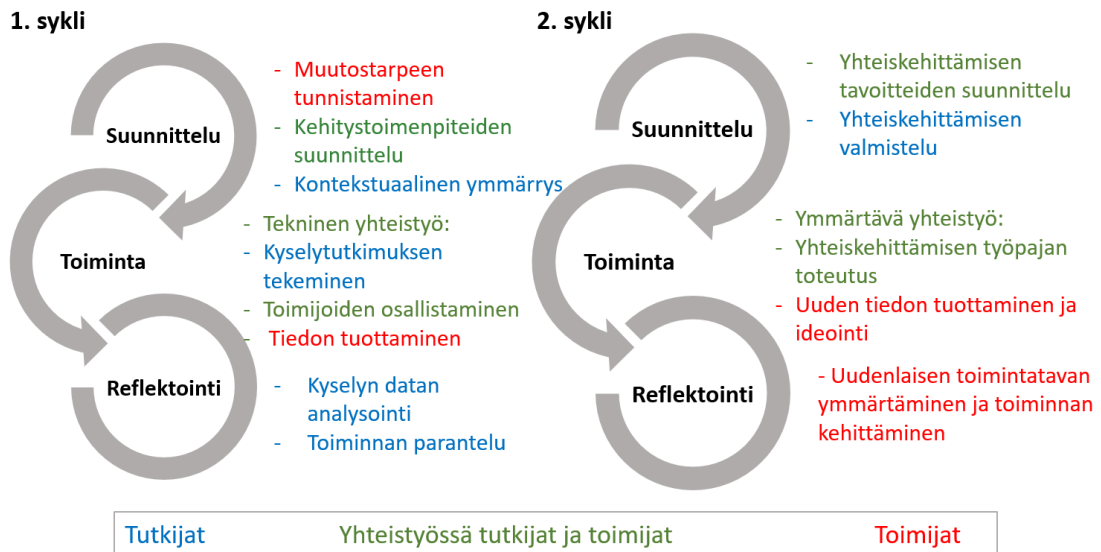 1. sykli
Suunnittelu
- Muutostarpeen
tunnistaminen
- Kehitystoimenpiteiden
suunnittelu
- Kontekstuaalinen ymmärrys
Toiminta
- Tekninen yhteistyö:
- Kyselytutkimuksen
tekeminen
- Toimijoiden osallistaminen
- Tiedon tuottaminen
Reflektointi
- Kyselyn datan
analysointi
- Toiminnan parantelu
2. sykli
Suunnittelu
- Yhteiskehittämisen
tavoitteiden suunnittelu
- Yhteiskehittämisen
valmistelu
Toiminta
- Ymmärtävä yhteistyö:
- Yhteiskehittämisen työpajan
toteutus
- Uuden tiedon tuottaminen ja
ideointi
Reflektointi
- Uudenlaisen toimintatavan
ymmärtäminen ja toiminnan
kehittäminen
Tutkijat
Yhteistyössä tutkijat ja toimijat
Toimijat